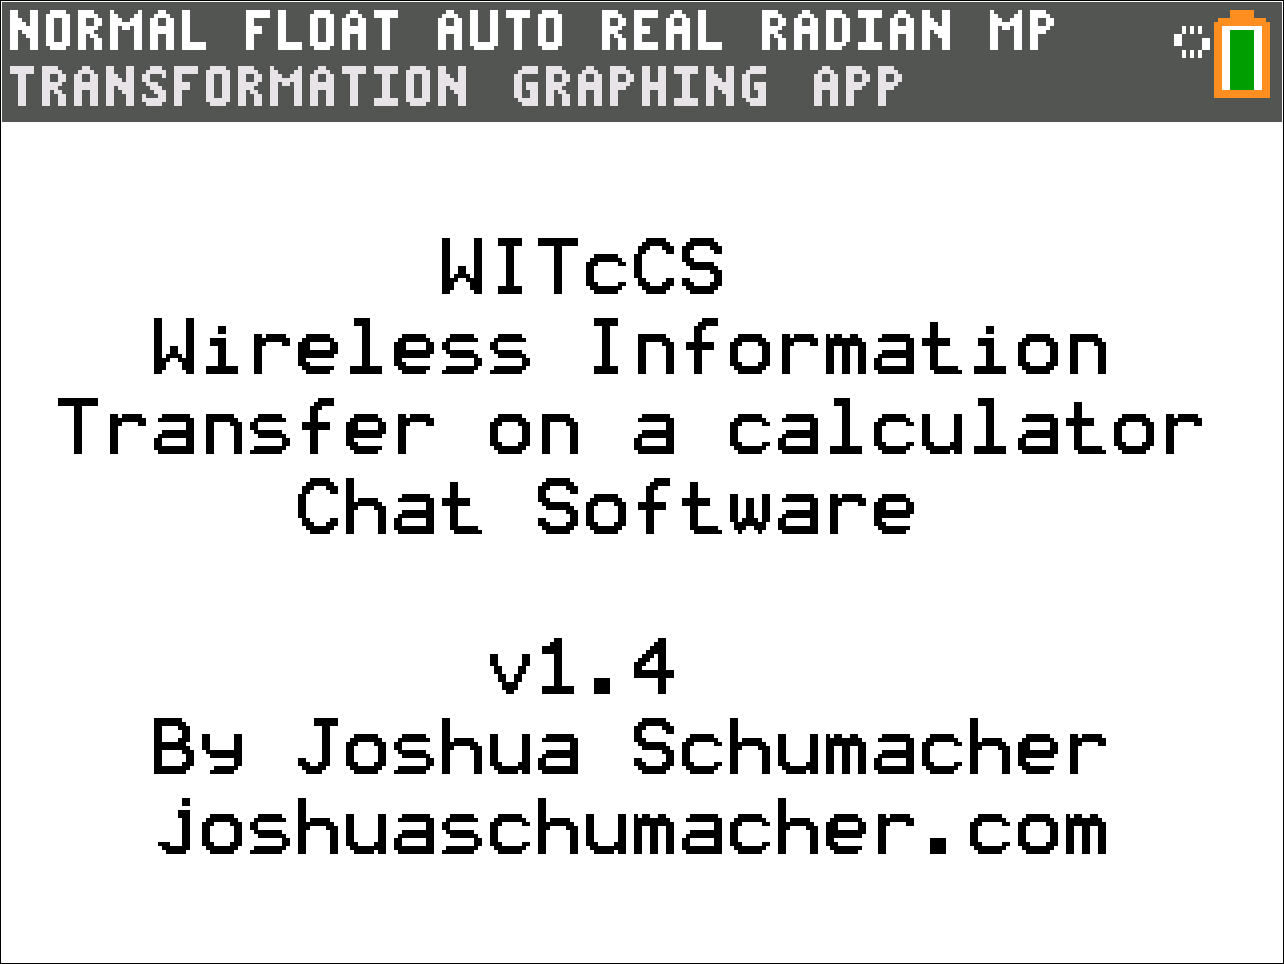 NORMAL FLOAT AUTO REAL RADIAN MP
TRANSFORMATION GRAPHING APP
WITcCS
Wireless Information
Transfer on a calculator
Chat Software
v1.4
By Joshua Schumacher
joshuaschumacher.com